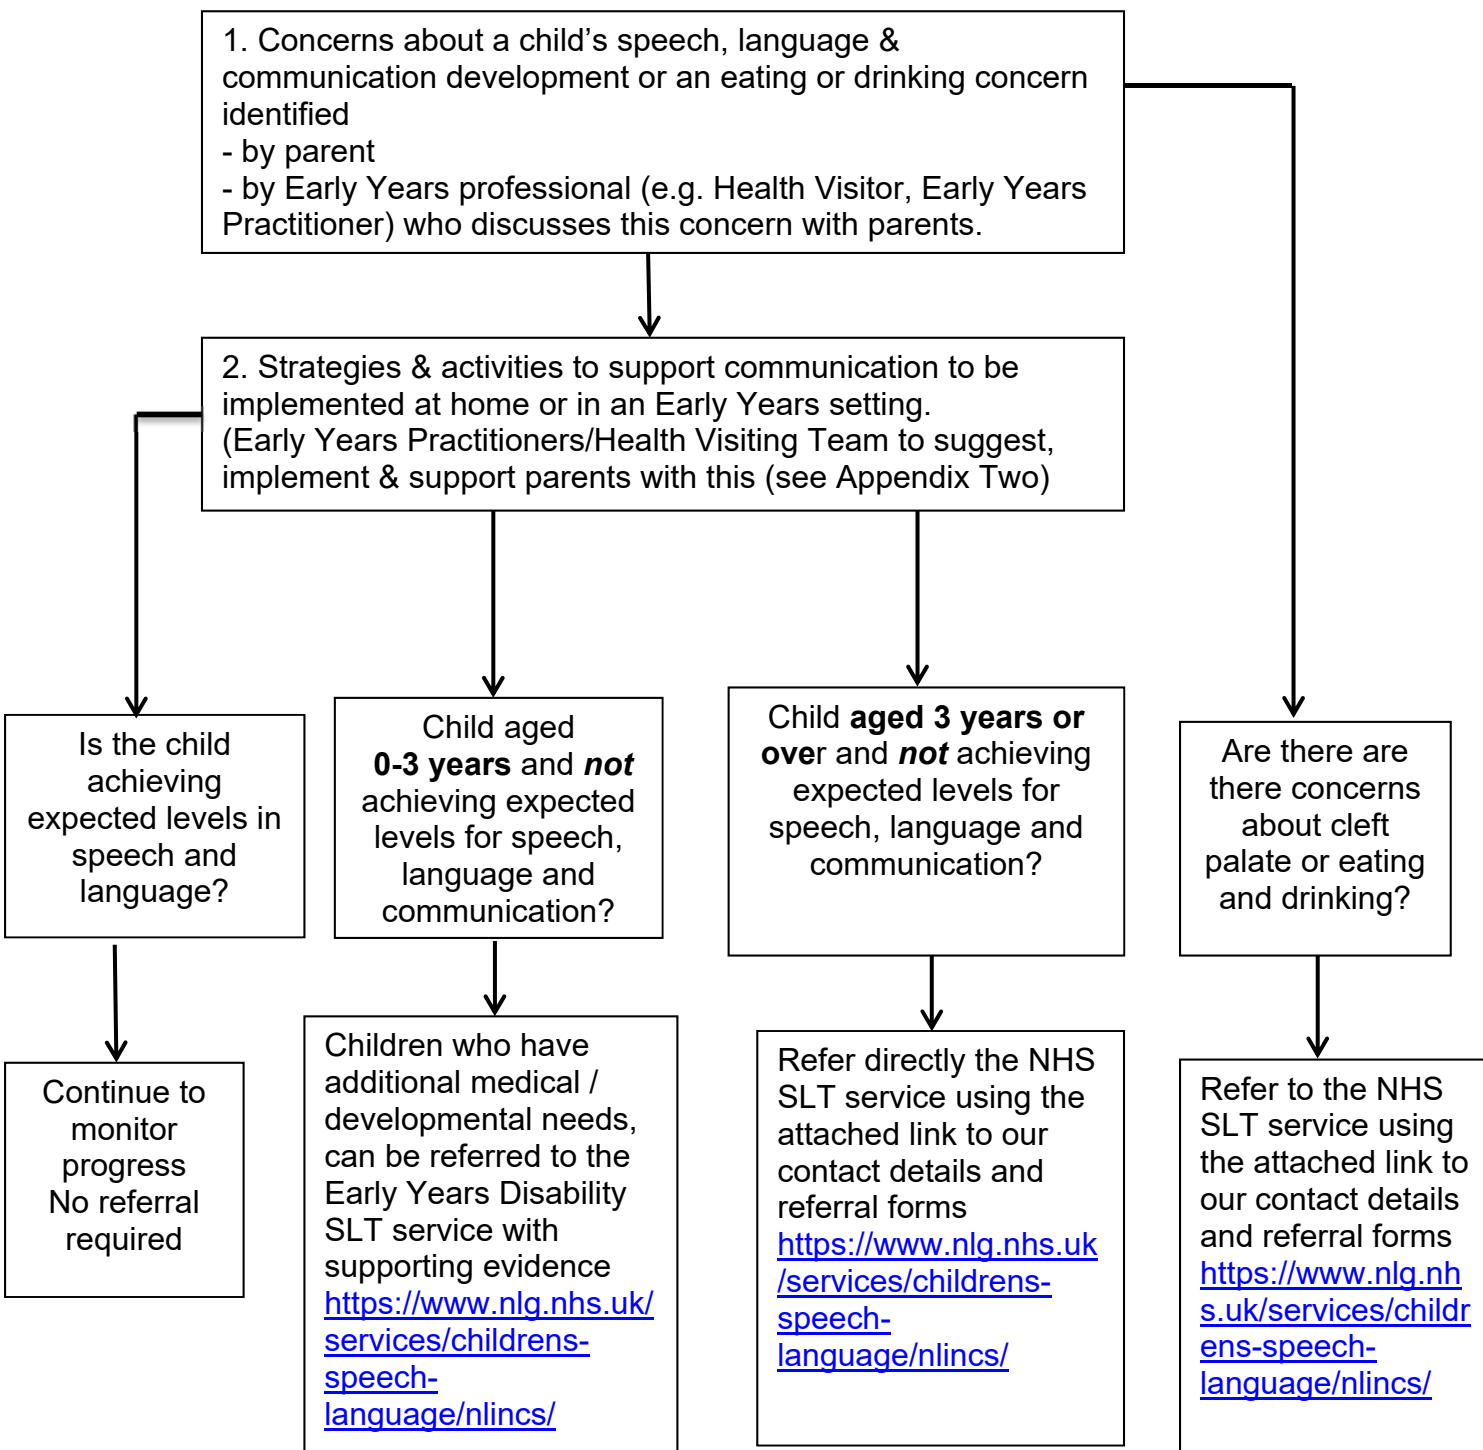 1. Concerns about a child’s speech, language &
communication development or an eating or drinking concern
identified
- by parent
- by Early Years professional (e.g. Health Visitor, Early Years
Practitioner) who discusses this concern with parents.
2. Strategies & activities to support communication to be
implemented at home or in an Early Years setting.
(Early Years Practitioners/Health Visiting Team to suggest,
implement & support parents with this (see Appendix Two)
Is the child
achieving
expected levels in
speech and
language?
Child aged
0-3 years and not
achieving expected
levels for speech,
language and
communication?
Child aged 3 years or
over and not achieving
expected levels for
speech, language and
communication?
Are there are
there concerns
about cleft
palate or eating
and drinking?
Continue to
monitor
progress
No referral
required
Children who have
additional medical /
developmental needs,
can be referred to the
Early Years Disability
SLT service with
supporting evidence
https://www.nlg.nhs.uk/
services/childrens-
speech-
language/nlincs/
Refer directly the NHS
SLT service using the
attached link to our
contact details and
referral forms
https://www.nlg.nhs.uk
/services/childrens-
speech-
language/nlincs/
Refer to the NHS
SLT service using
the attached link to
our contact details
and referral forms
https://www.nlg.nh
s.uk/services/childr
ens-speech-
language/nlincs/